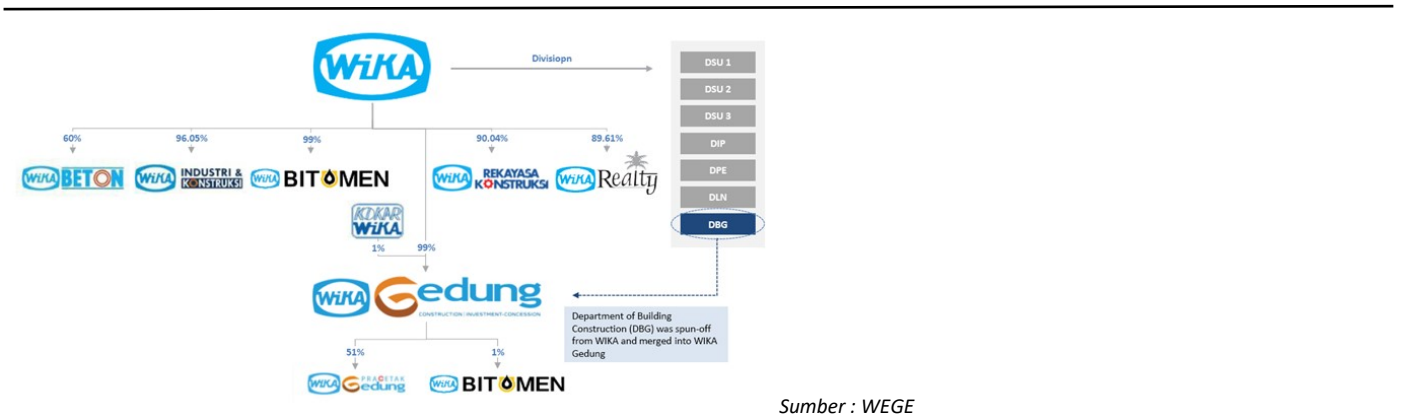 WiKA
Divisiopn
DSU 1
DSU 2
DSU 3
DIP
DPE
DLN
DBG
60%
96.05%
99%
90.04%
89.61%
WiKA BETON
WiKA INDUSTRI &
KONSTRUKSI
WiKA BITUMEN
WiKA REKAYASA
KONSTRUKSI
WiKA Realty
KOKAR
WiKA
1%
99%
WiKA Gedung
CONSTRUCTION | INVESTMENT-CONCESSION
Department of Building
Construction (DBG) was spun-off
from WIKA and merged into WIKA
Gedung
51%
1%
WiKA PRACETAK
Gedung
WiKA BITUMEN
Sumber : WEGE